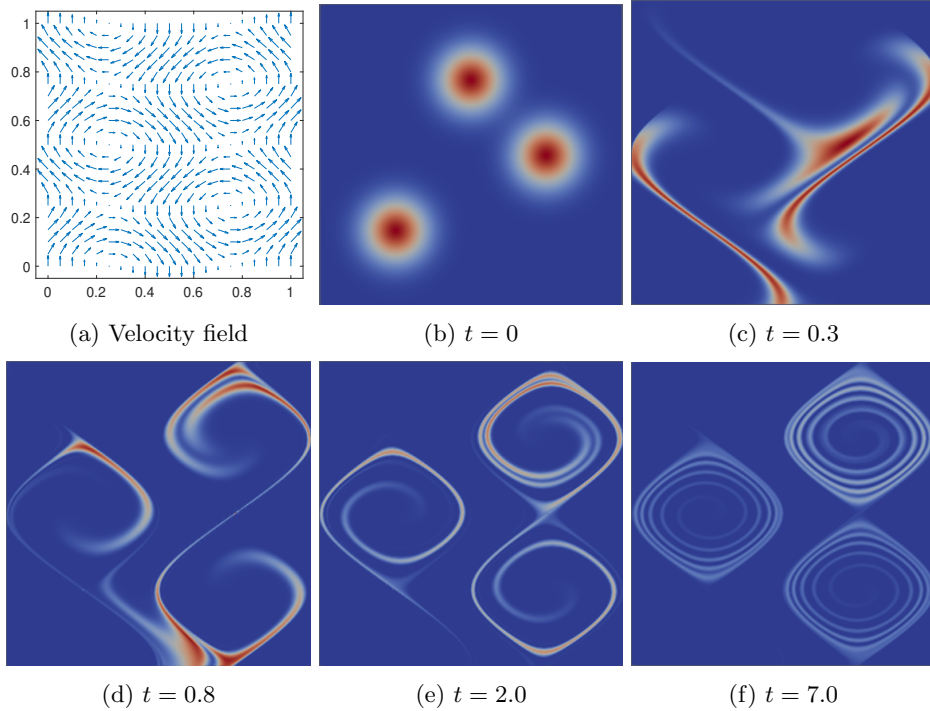 1
0.8
0.6
0.4
0.2
0
0 0.2 0.4 0.6 0.8 1
(a) Velocity field
(b) t = 0
(c) t = 0.3
(d) t = 0.8
(e) t = 2.0
(f) t = 7.0